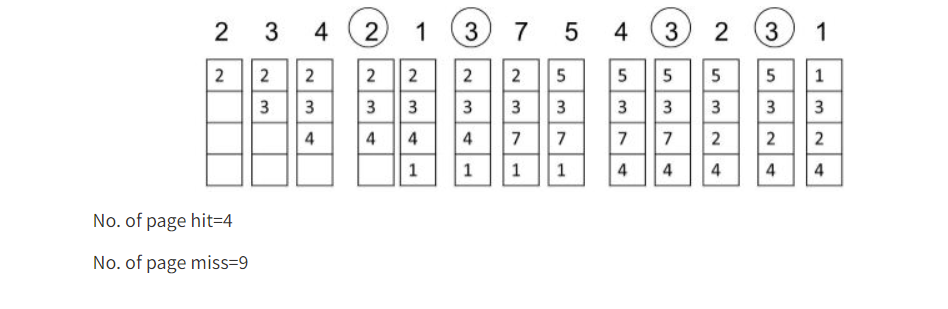 2 3 4 2 1 3 7 5 4 3 2 3 1
2 2 2 2 2 2 2 5 5 5 5 5 1
3 3 3 3 3 3 3 3 3 3 3 3
4 4 4 4 7 7 7 7 2 2 2
1 1 1 1 4 4 4 4 4
No. of page hit=4
No. of page miss=9